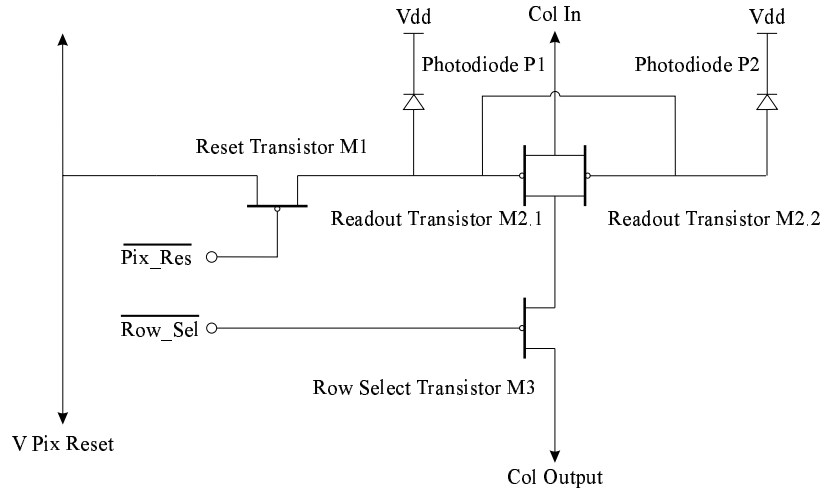 Vdd
Col In
Vdd
Photodiode P1
Photodiode P2
Reset Transistor M1
Readout Transistor M2.1
Readout Transistor M2.2
Pix_Res
Row_Sel
Row Select Transistor M3
V Pix Reset
Col Output